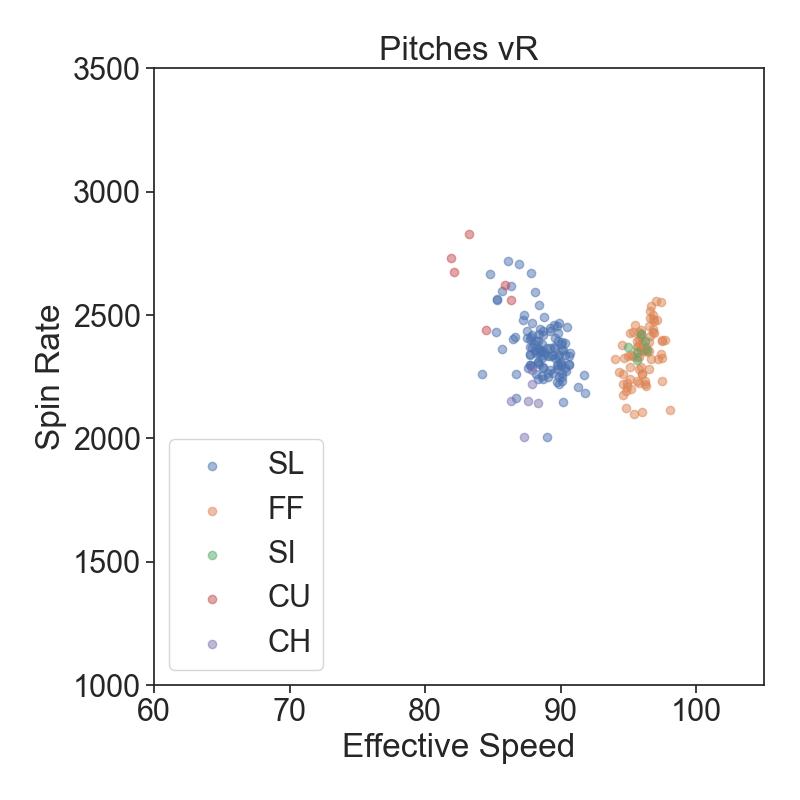 Pitches vR
3500
3000
2500
2000
1500
1000
Spin Rate
SL
FF
SI
CU
CH
60 70 80 90 100
Effective Speed